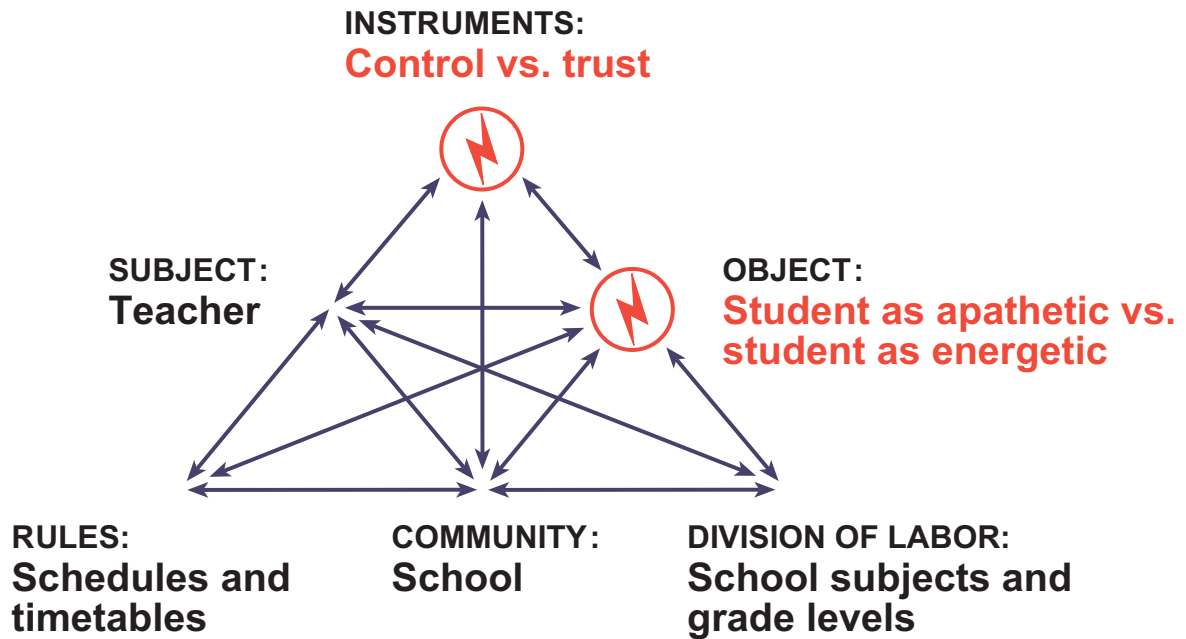 INSTRUMENTS:
Control vs. trust
SUBJECT:
Teacher
OBJECT:
Student as apathetic vs.
student as energetic
RULES:
Schedules and
timetables
COMMUNITY:
School
DIVISION OF LABOR:
School subjects and
grade levels